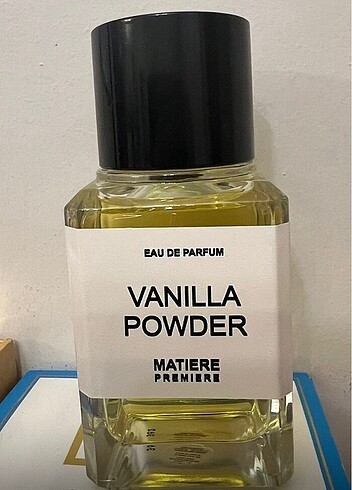 EAU DE PARFUM
VANILLA
POWDER
MATIERE
PREMIERE